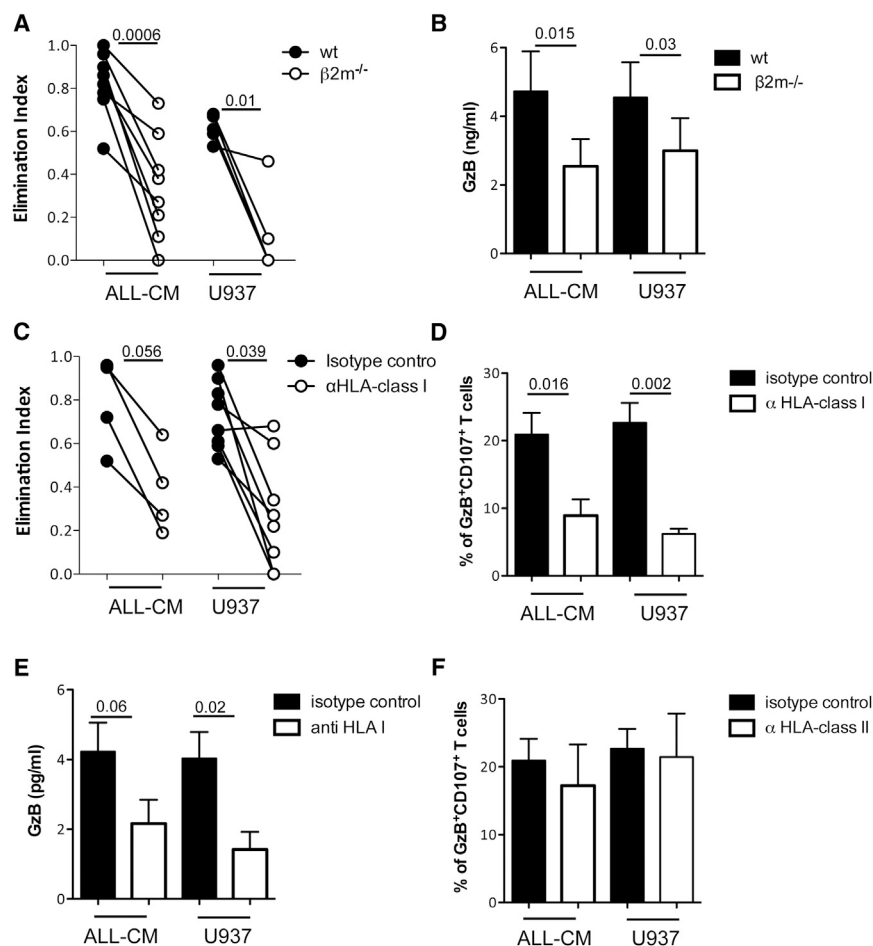 A
0.0006
1.0
0.8
0.6
0.4
0.2
0.0
Elimination Index
0.01
wt
β2m-/-
ALL-CM
U937
B
0.015
0.03
6
4
2
0
GzB (ng/ml)
wt
β2m-/-
ALL-CM
U937
C
0.056
0.039
1.0
0.8
0.6
0.4
0.2
0.0
Elimination Index
Isotype contro
αHLA-class I
ALL-CM
U937
D
0.016
0.002
30
20
10
0
% of GzB+CD107+ T cells
isotype control
α HLA-class I
ALL-CM
U937
E
0.06
0.02
6
4
2
0
GzB (pg/ml)
isotype control
anti HLA I
ALL-CM
U937
F
30
20
10
0
% of GzB+CD107+ T cells
isotype control
α HLA-class II
ALL-CM
U937